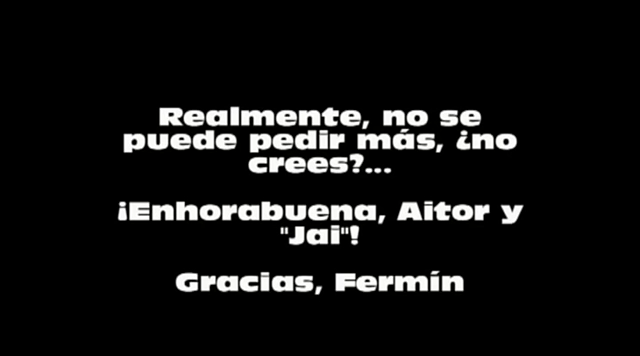 Realmente, no se
puede pedir más, ¿no
crees?...
¡Enhorabuena, Aitor y
"Jai"!
Gracias, Fermín